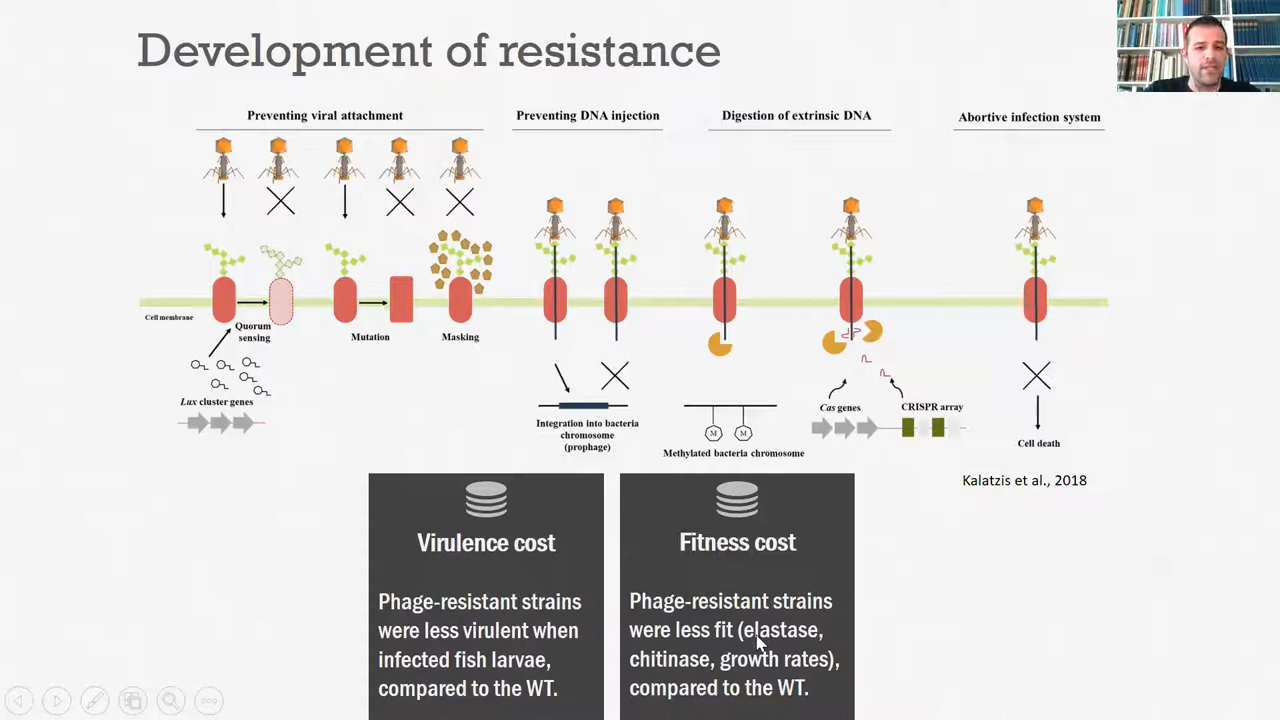 Development of resistance
Preventing viral attachment
Preventing DNA injection
Digestion of extrinsic DNA
Abortive infection system
Cell membrane
Quorum
sensing
Mutation
Masking
Lux cluster genes
Integration into bacteria
chromosome
(prophage)
M
M
Methylated bacteria chromosome
Cas genes
CRISPR array
Cell death
Kalatzis et al., 2018
Virulence cost
Phage-resistant strains
were less virulent when
infected fish larvae,
compared to the WT.
Fitness cost
Phage-resistant strains
were less fit (elastase,
chitinase, growth rates),
compared to the WT.